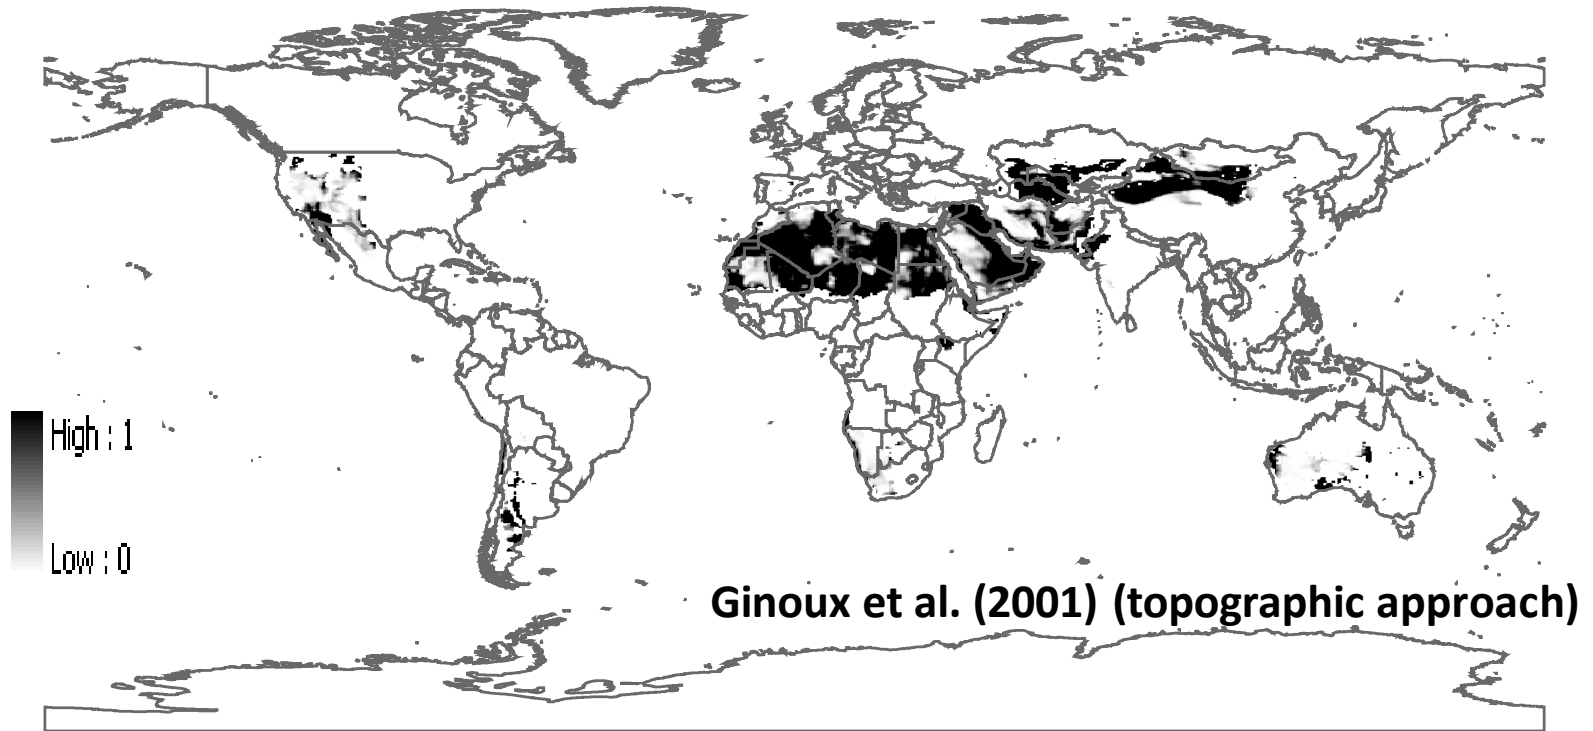 High : 1
Low : 0
Ginoux et al. (2001) (topographic approach)